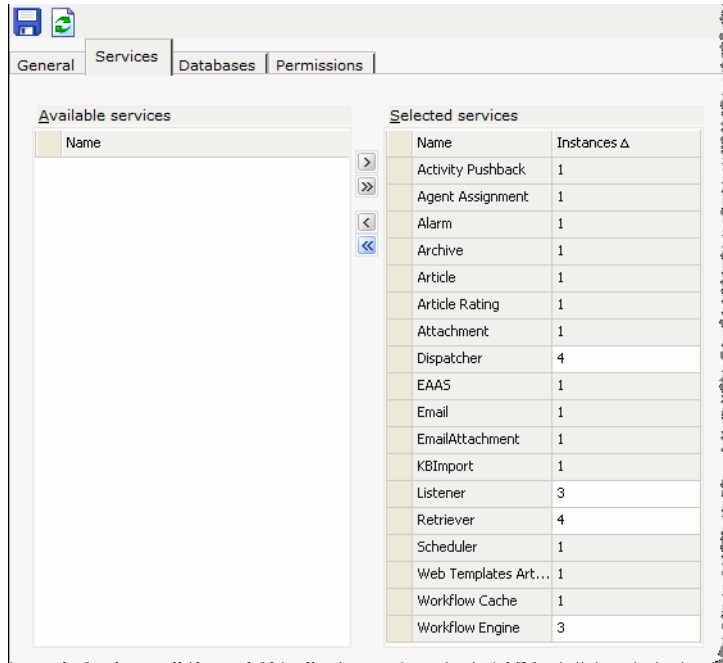 General Services Databases Permissions
Available services
Name
Selected services
Name Instances Δ
Activity Pushback 1
Agent Assignment 1
Alarm 1
Archive 1
Article 1
Article Rating 1
Attachment 1
Dispatcher 4
EAAS 1
Email 1
EmailAttachment 1
KBImport 1
Listener 3
Retriever 4
Scheduler 1
Web Templates Art... 1
Workflow Cache 1
Workflow Engine 3